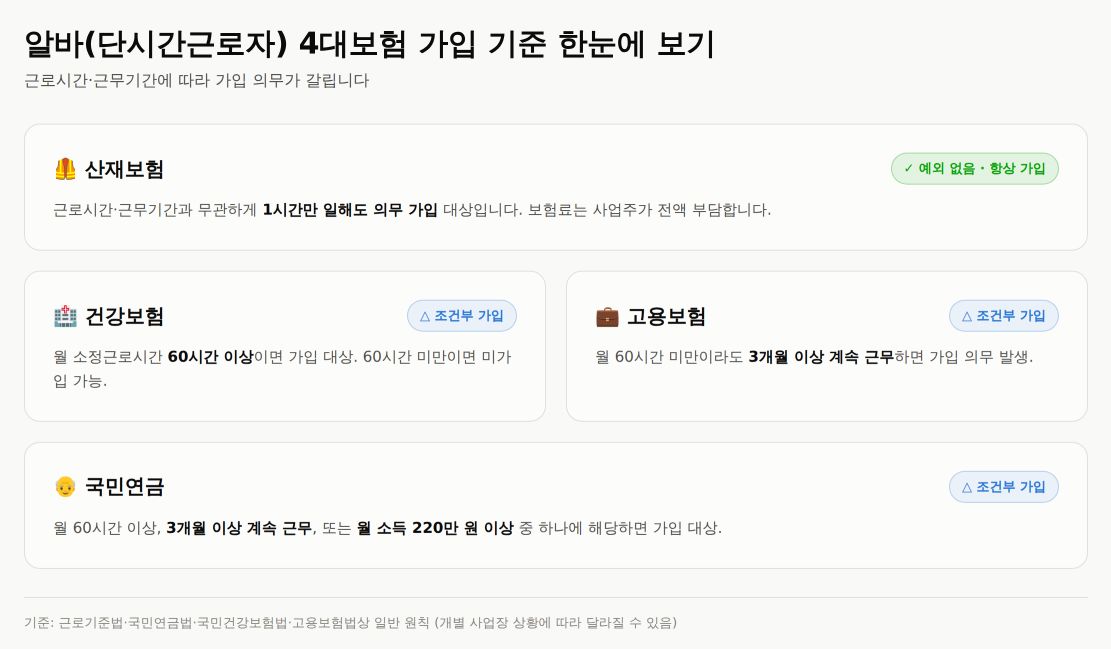 알바(단시간근로자) 4대보험 가입 기준 한눈에 보기
근로시간·근무기간에 따라 가입 의무가 갈립니다
산재보험
✓ 예외 없음 · 항상 가입
근로시간·근무기간과 무관하게 1시간만 일해도 의무 가입 대상입니다. 보험료는 사업주가 전액 부담합니다.
건강보험
△ 조건부 가입
월 소정근로시간 60시간 이상이면 가입 대상. 60시간 미만이면 미가
입 가능.
고용보험
△ 조건부 가입
월 60시간 미만이라도 3개월 이상 계속 근무하면 가입 의무 발생.
국민연금
△ 조건부 가입
월 60시간 이상, 3개월 이상 계속 근무, 또는 월 소득 220만 원 이상 중 하나에 해당하면 가입 대상.
기준: 근로기준법·국민연금법·국민건강보험법·고용보험법상 일반 원칙 (개별 사업장 상황에 따라 달라질 수 있음)